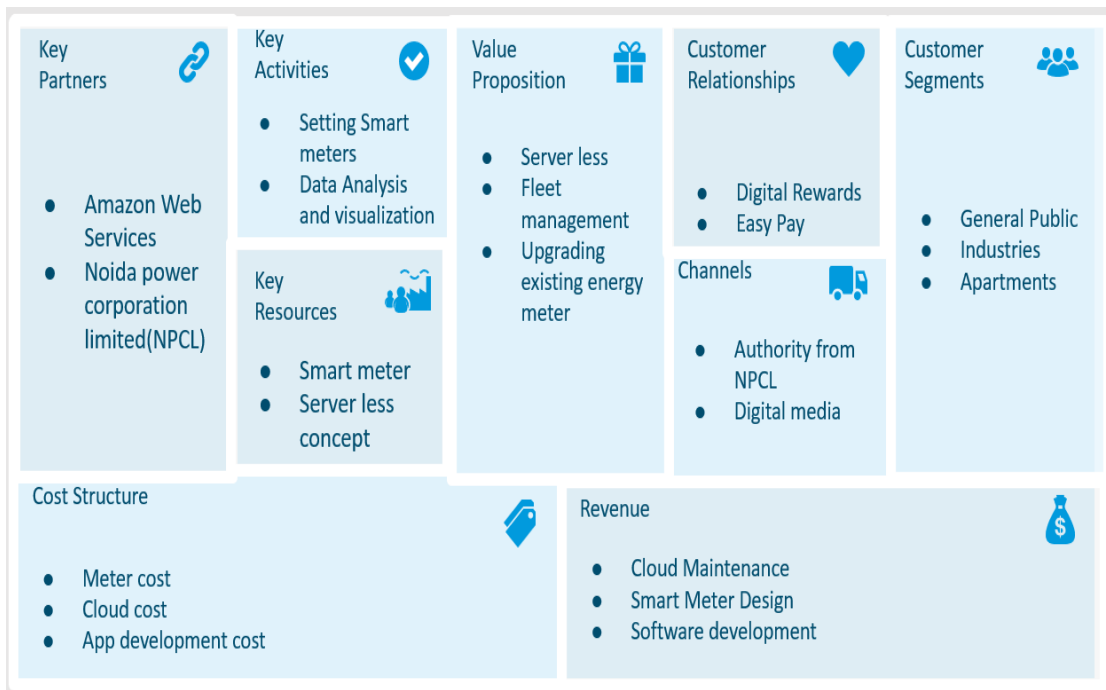 Key
Partners
● Amazon Web
Services
● Noida power
corporation
limited(NPCL)
Key
Activities
● Setting Smart
meters
● Data Analysis
and visualization
Key
Resources
● Smart meter
● Server less
concept
Value
Proposition
● Server less
● Fleet
management
● Upgrading
existing energy
meter
Customer
Relationships
● Digital Rewards
● Easy Pay
Channels
● Authority from
NPCL
● Digital media
Customer
Segments
● General Public
● Industries
● Apartments
Cost Structure
● Meter cost
● Cloud cost
● App development cost
Revenue
$
● Cloud Maintenance
● Smart Meter Design
● Software development